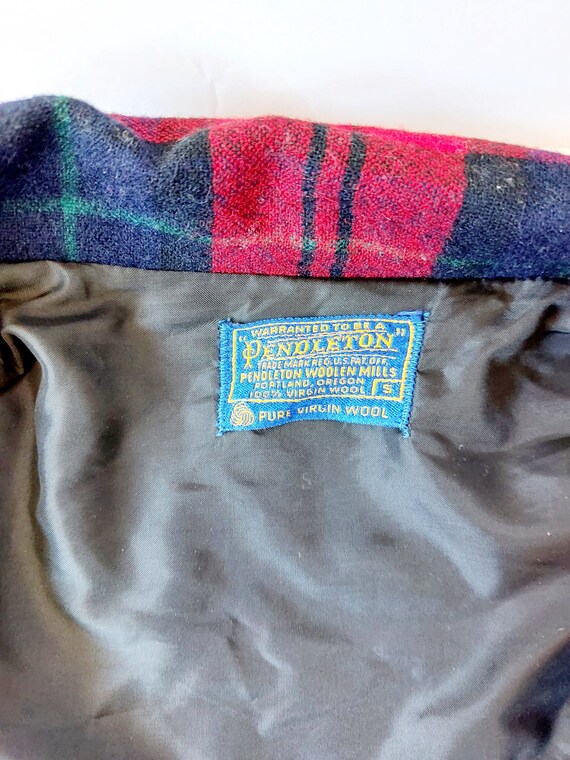 WARRANTED TO BE A
"PENDLETON"
TRADE MARK REG. U.S. PAT. OFF.
PENDLETON WOOLEN MILLS
PORTLAND, OREGON
100% VIRGIN WOOL S
PURE VIRGIN WOOL